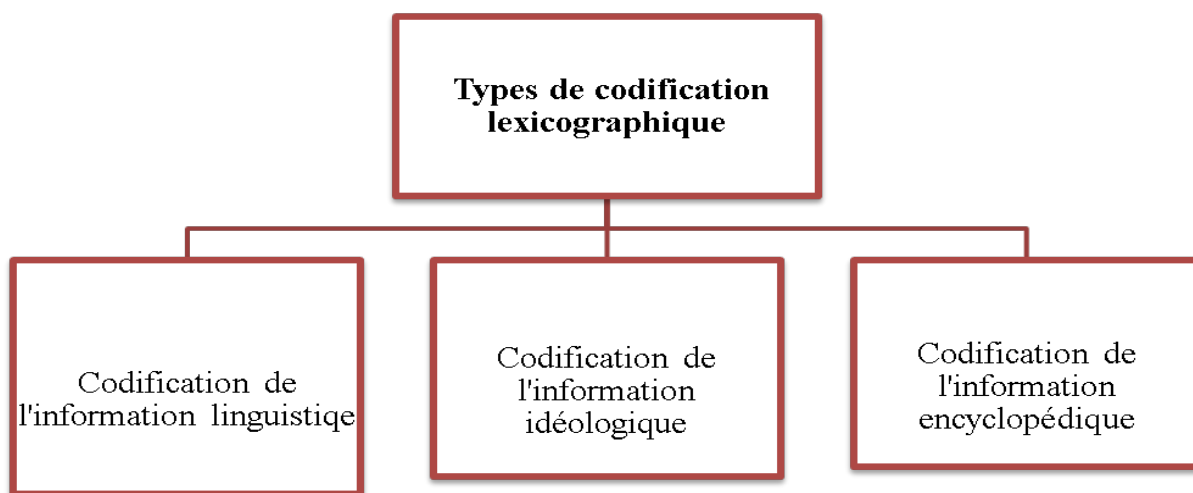 Types de codification
lexicographique
Codification de
l'information linguistiqe
Codification de
l'information
idéologique
Codification de
l'information
encyclopédique